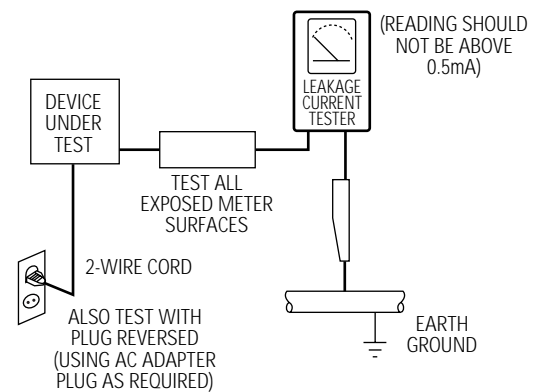 (READING SHOULD
NOT BE ABOVE
0.5mA)
LEAKAGE
CURRENT
TESTER
DEVICE
UNDER
TEST
TEST ALL
EXPOSED METER
SURFACES
2-WIRE CORD
ALSO TEST WITH
PLUG REVERSED
(USING AC ADAPTER
PLUG AS REQUIRED)
EARTH
GROUND